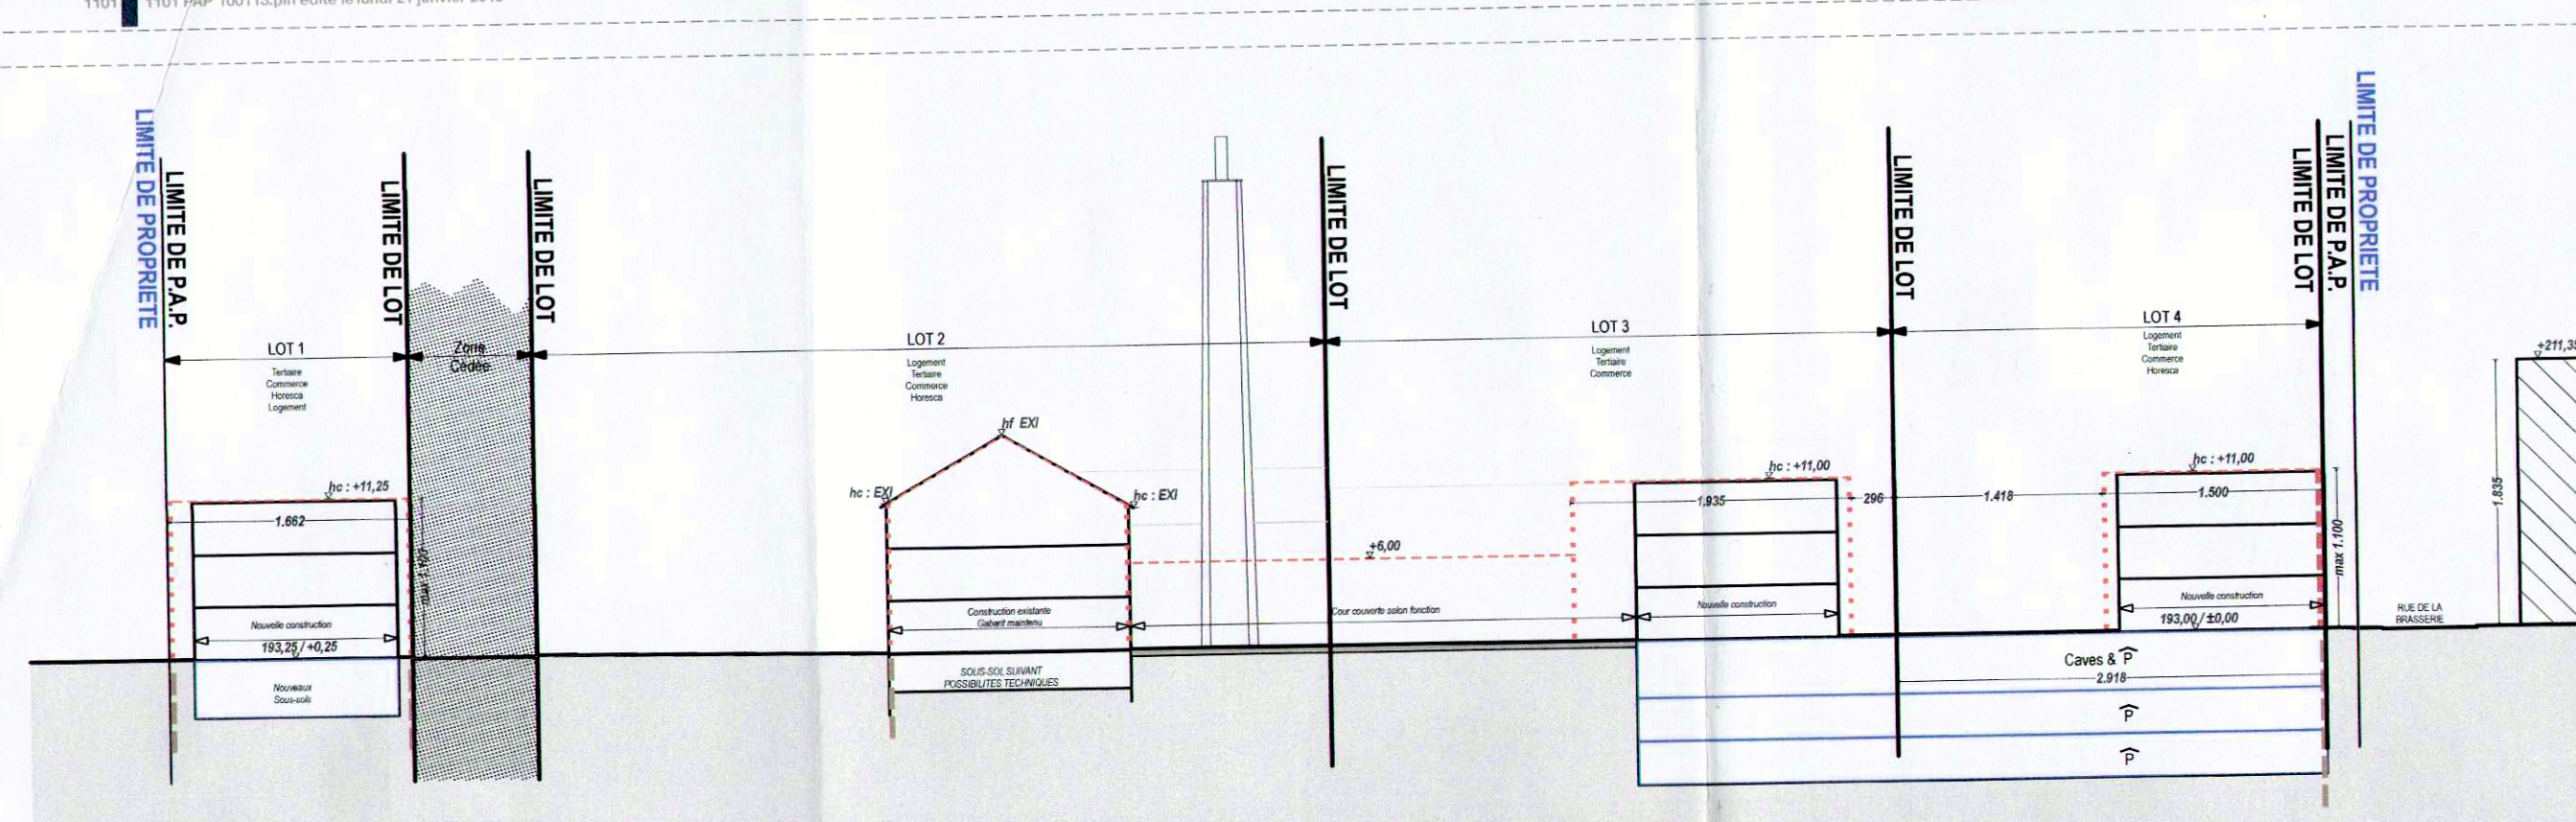 LIMITE DE PROPRIETE
LIMITE DE P.A.P.
LIMITE DE LOT
LIMITE DE LOT
LIMITE DE LOT
LIMITE DE LOT
LIMITE DE LOT
LIMITE DE P.A.P.
LIMITE DE PROPRIETE
LOT 1
Tertiaire
Commerce
Horesca
Logement
Zone
Cédée
LOT 2
Logement
Tertiaire
Commerce
Horesca
LOT 3
Logement
Tertiaire
Commerce
LOT 4
Logement
Tertiaire
Commerce
Horesca
+211,35
hc : +11,25
1.662
Nouvelle construction
193,25 / +0,25
Nouveaux
Sous-sols
hf EXI
hc : EXI
hc : EXI
Construction existante
Gabarit maintenu
SOUS-SOL SUIVANT
POSSIBILITES TECHNIQUES
+6,00
Cour couverte selon fonction
hc : +11,00
1.935
296
1.418
Nouvelle construction
hc : +11,00
1.500
Nouvelle construction
193,00 / ±0,00
max 1.100
1.835
RUE DE LA
BRASSERIE
Caves & P
2.918
P
P